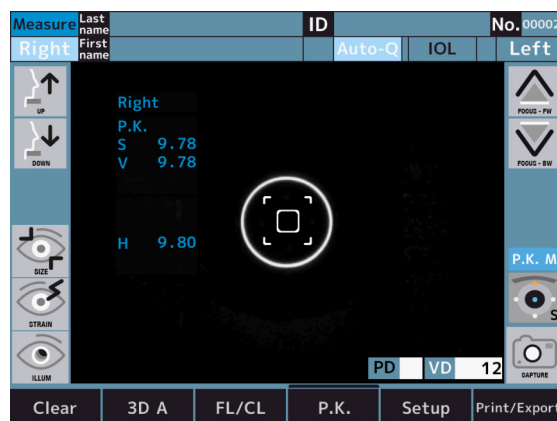 Measure Last name ID No. 00002
Right First name Auto-Q IOL Left
UP
FOCUS - FW
Right
P.K.
S 9.78
V 9.78
DOWN
FOCUS - BW
H 9.80
SIZE
P.K. M
S
STRAIN
ILLUM
PD VD 12
CAPTURE
Clear 3D A FL/CL P.K. Setup Print/Export